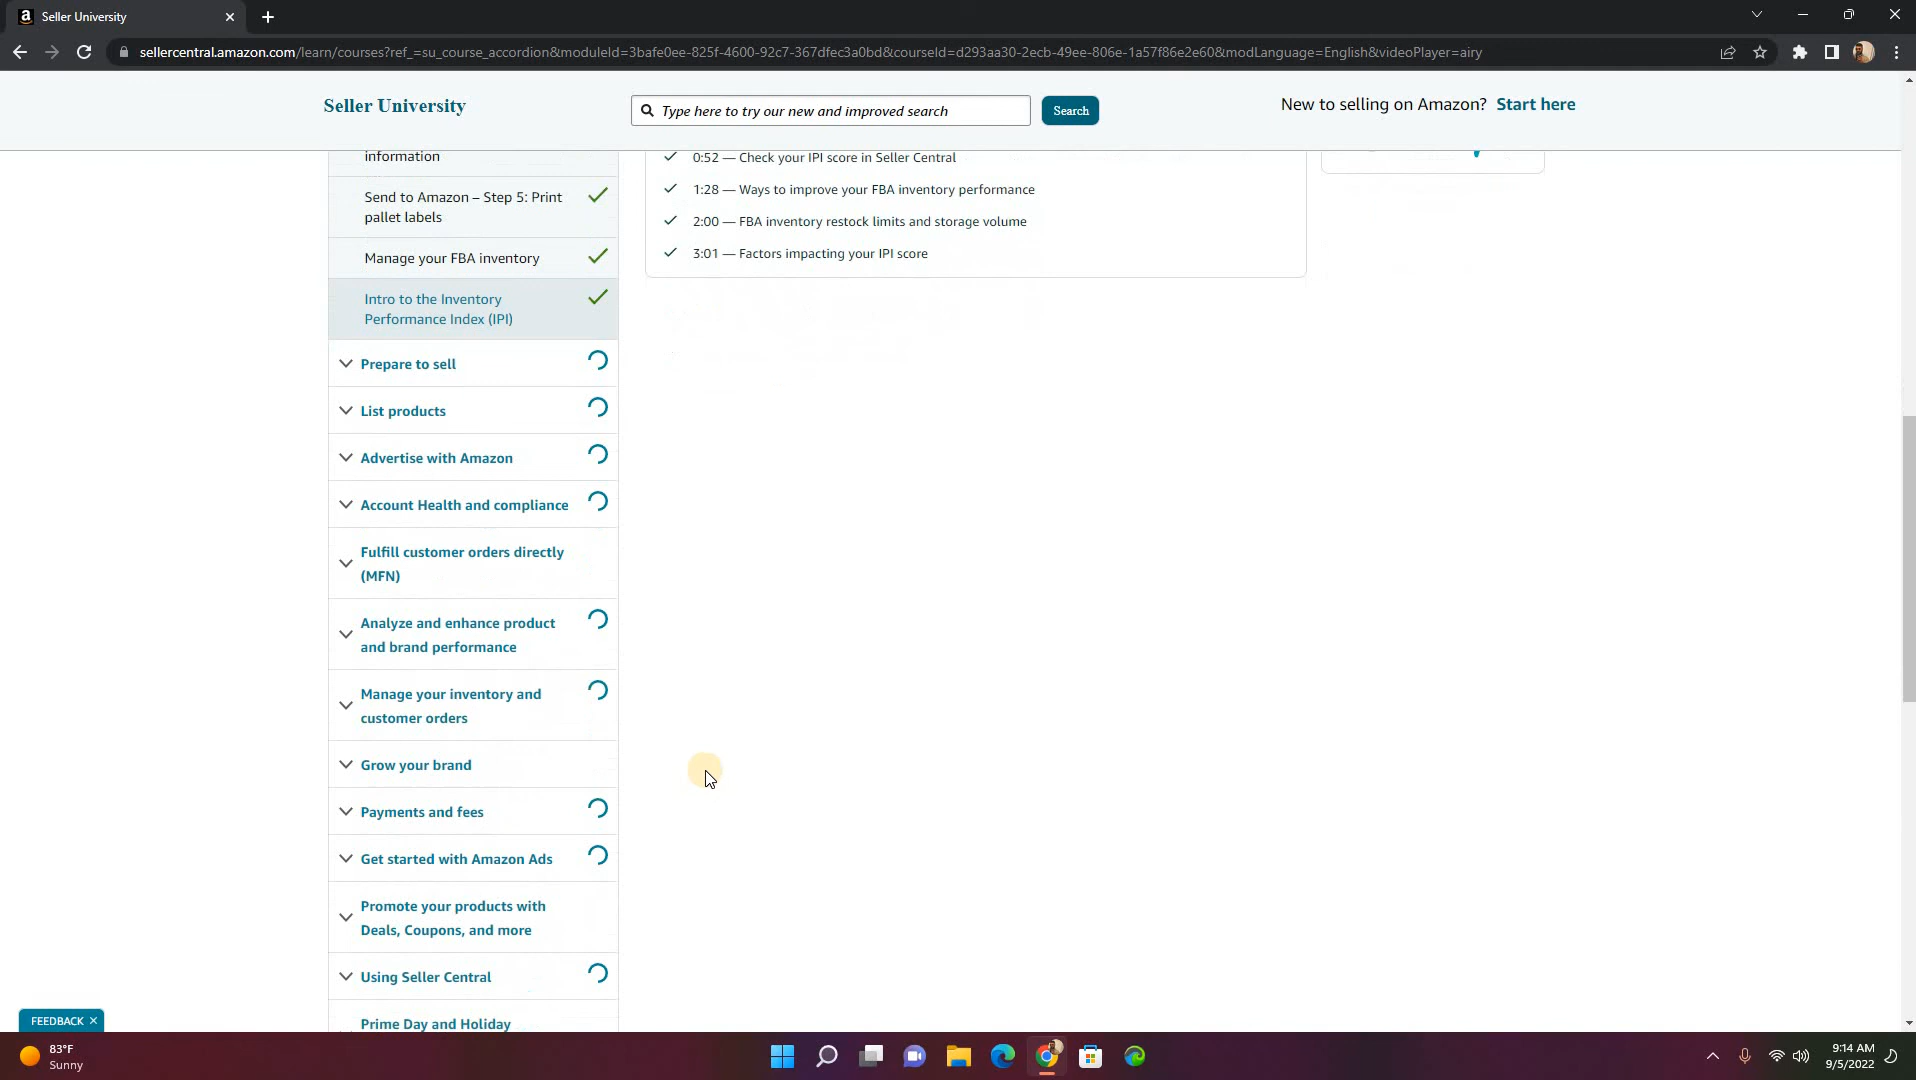 Seller University
sellercentral.amazon.com/learn/courses?ref_=su_course_accordion&moduleId=3bafe0ee-825f-4600-92c7-367dfec3a0bd&courseId=d293aa30-2ecb-49ee-806e-1a57f86e2e60&modLanguage=English&videoPlayer=airy
Seller University
Type here to try our new and improved search
Search
New to selling on Amazon? Start here
information
Send to Amazon – Step 5: Print
pallet labels
Manage your FBA inventory
Intro to the Inventory
Performance Index (IPI)
Prepare to sell
List products
Advertise with Amazon
Account Health and compliance
Fulfill customer orders directly
(MFN)
Analyze and enhance product
and brand performance
Manage your inventory and
customer orders
Grow your brand
Payments and fees
Get started with Amazon Ads
Promote your products with
Deals, Coupons, and more
Using Seller Central
Prime Day and Holiday
0:52 — Check your IPI score in Seller Central
1:28 — Ways to improve your FBA inventory performance
2:00 — FBA inventory restock limits and storage volume
3:01 — Factors impacting your IPI score
FEEDBACK
83°F
Sunny
9:14 AM
9/5/2022